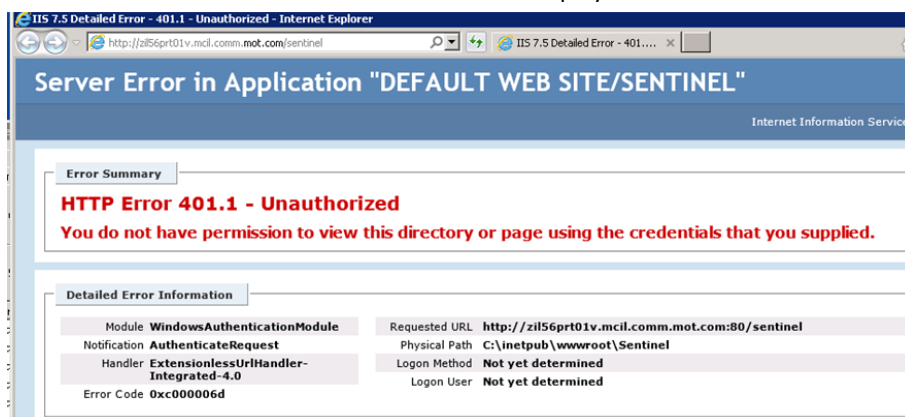 IIS 7.5 Detailed Error - 401.1 - Unauthorized - Internet Explorer
http://zil56prt01v.mcil.comm.mot.com/sentinel
IIS 7.5 Detailed Error - 401....
Server Error in Application "DEFAULT WEB SITE/SENTINEL"
Internet Information Service
Error Summary
HTTP Error 401.1 - Unauthorized
You do not have permission to view this directory or page using the credentials that you supplied.
Detailed Error Information
Module WindowsAuthenticationModule
Notification AuthenticateRequest
Handler ExtensionlessUrlHandler-
Integrated-4.0
Error Code 0xc000006d
Requested URL http://zil56prt01v.mcil.comm.mot.com:80/sentinel
Physical Path C:\inetpub\wwwroot\Sentinel
Logon Method Not yet determined
Logon User Not yet determined